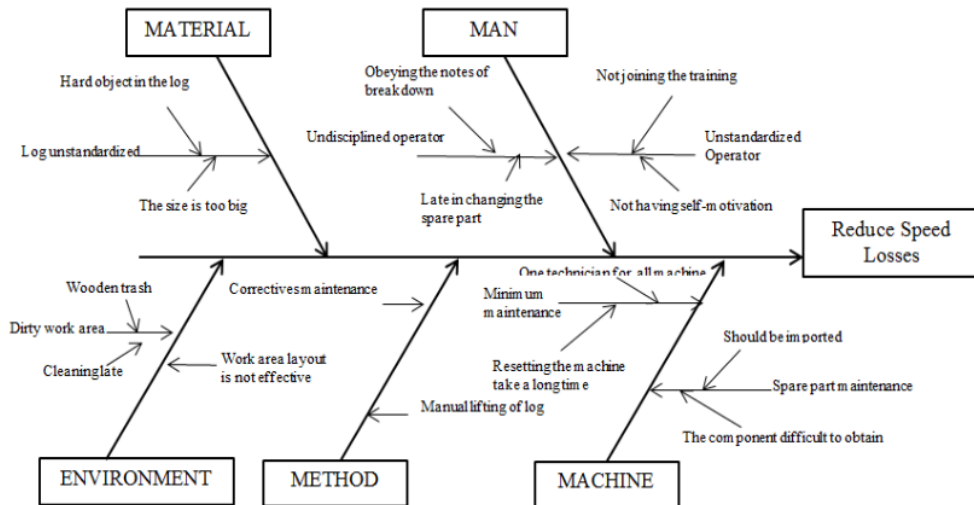 MATERIAL
MAN
Hard object in the log
Obeying the notes of
breakdown
Not joining the training
Log unstandardized
Undisciplined operator
Unstandardized
Operator
The size is too big
Late in changing the
spare part
Not having self-motivation
Reduce Speed
Losses
One technician for all machine
Wooden trash
Correctives maintenance
Minimum
maintenance
Dirty work area
Should be imported
Cleaning late
Work area layout
is not effective
Resetting the machine
take a long time
Spare part maintenance
Manual lifting of log
The component difficult to obtain
ENVIRONMENT
METHOD
MACHINE